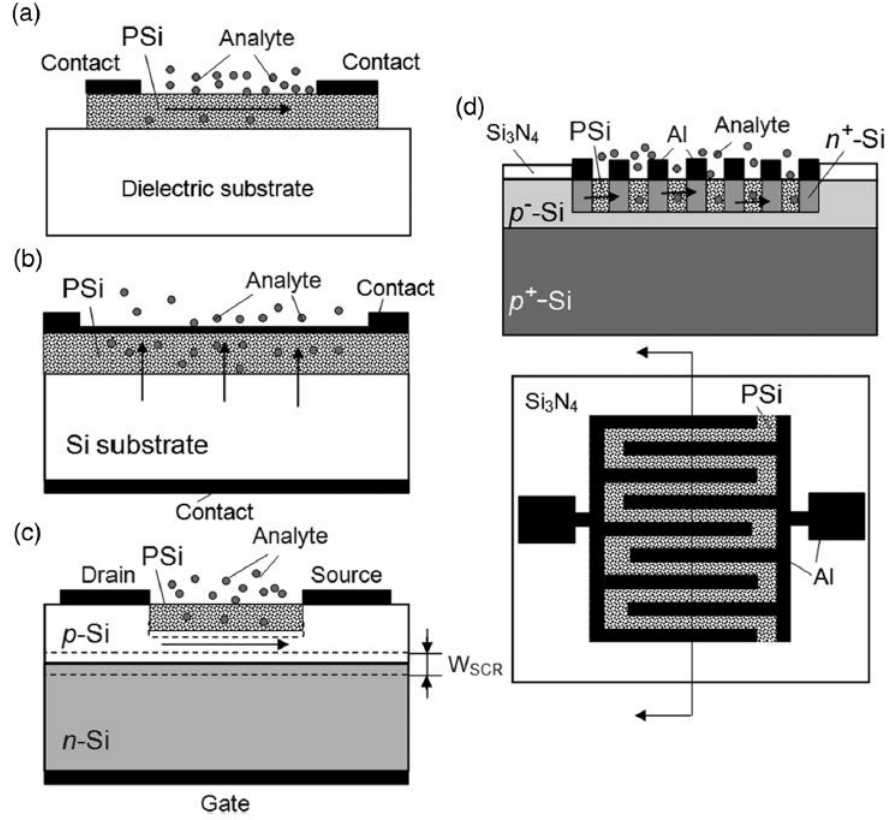 (a)
PSi
Analyte
Contact
Contact
Dielectric substrate
(b)
PSi
Analyte
Contact
Si substrate
Contact
(c)
PSi
Analyte
Drain
Source
p-Si
W_SCR
n-Si
Gate
(d)
Si₃N₄
PSi
Al
Analyte
n⁺-Si
p⁻-Si
p⁺-Si
Si₃N₄
PSi
Al